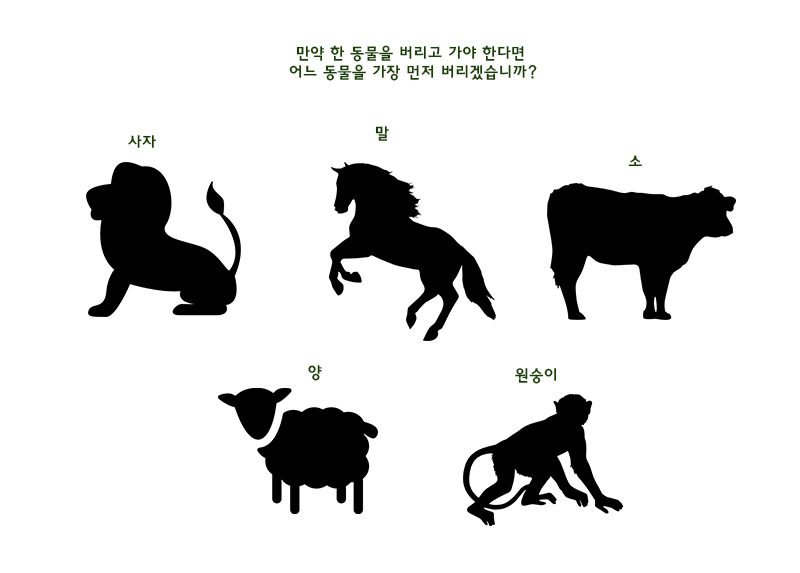 만약 한 동물을 버리고 가야 한다면
어느 동물을 가장 먼저 버리겠습니까?
사자
말
소
양
원숭이